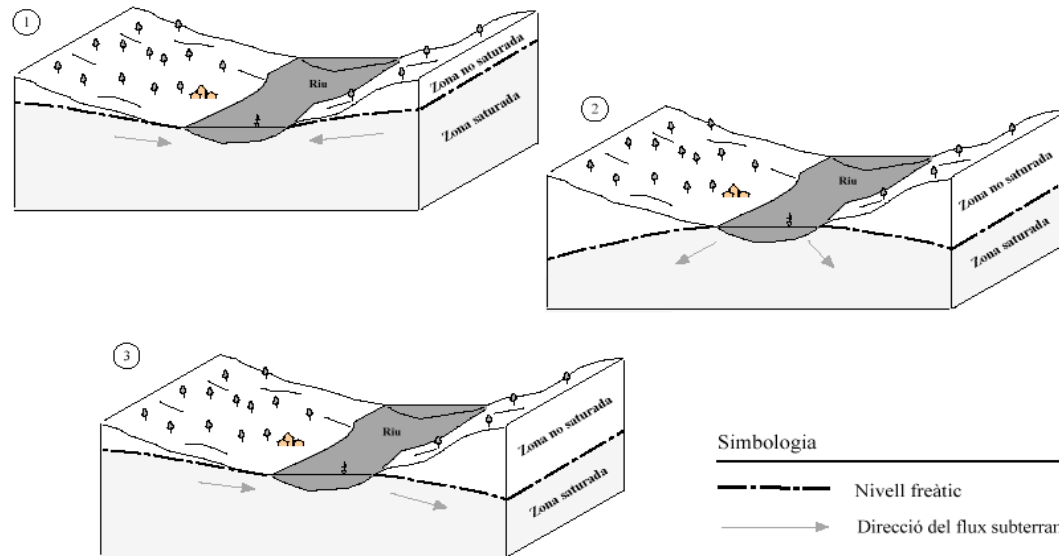 1
Riu
Zona no saturada
Zona saturada
2
Riu
Zona no saturada
Zona saturada
3
Riu
Zona no saturada
Zona saturada
Simbologia
Nivell freàtic
Direcció del flux subterran